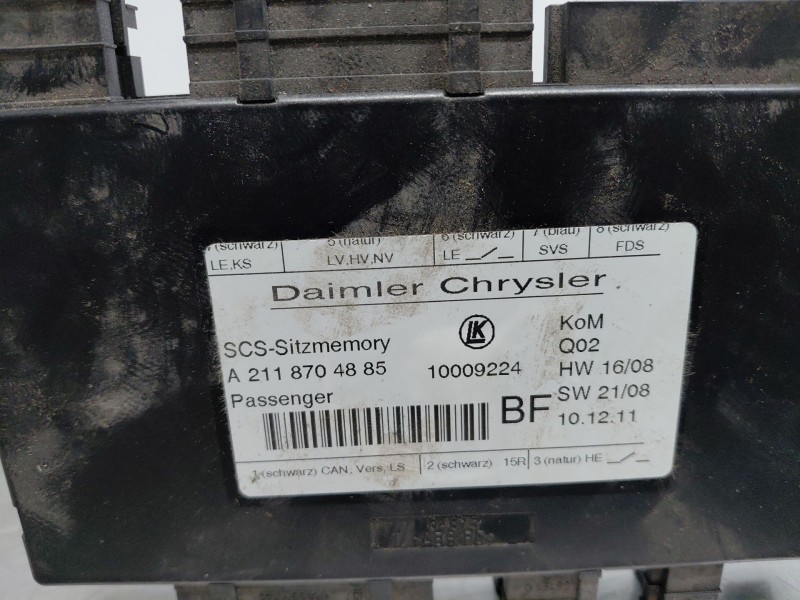 (schwarz) 5 (natur) 6 (schwarz) 7 (blau) 8 (schwarz)
LE,KS LV,HV,NV LE SVS FDS
Daimler Chrysler
SCS-Sitzmemory LK KoM
Q02
A 211 870 48 85 10009224 HW 16/08
Passenger BF SW 21/08
10.12.11
1 (schwarz) CAN, Vers, LS 2 (schwarz) 15R 3 (natur) HE